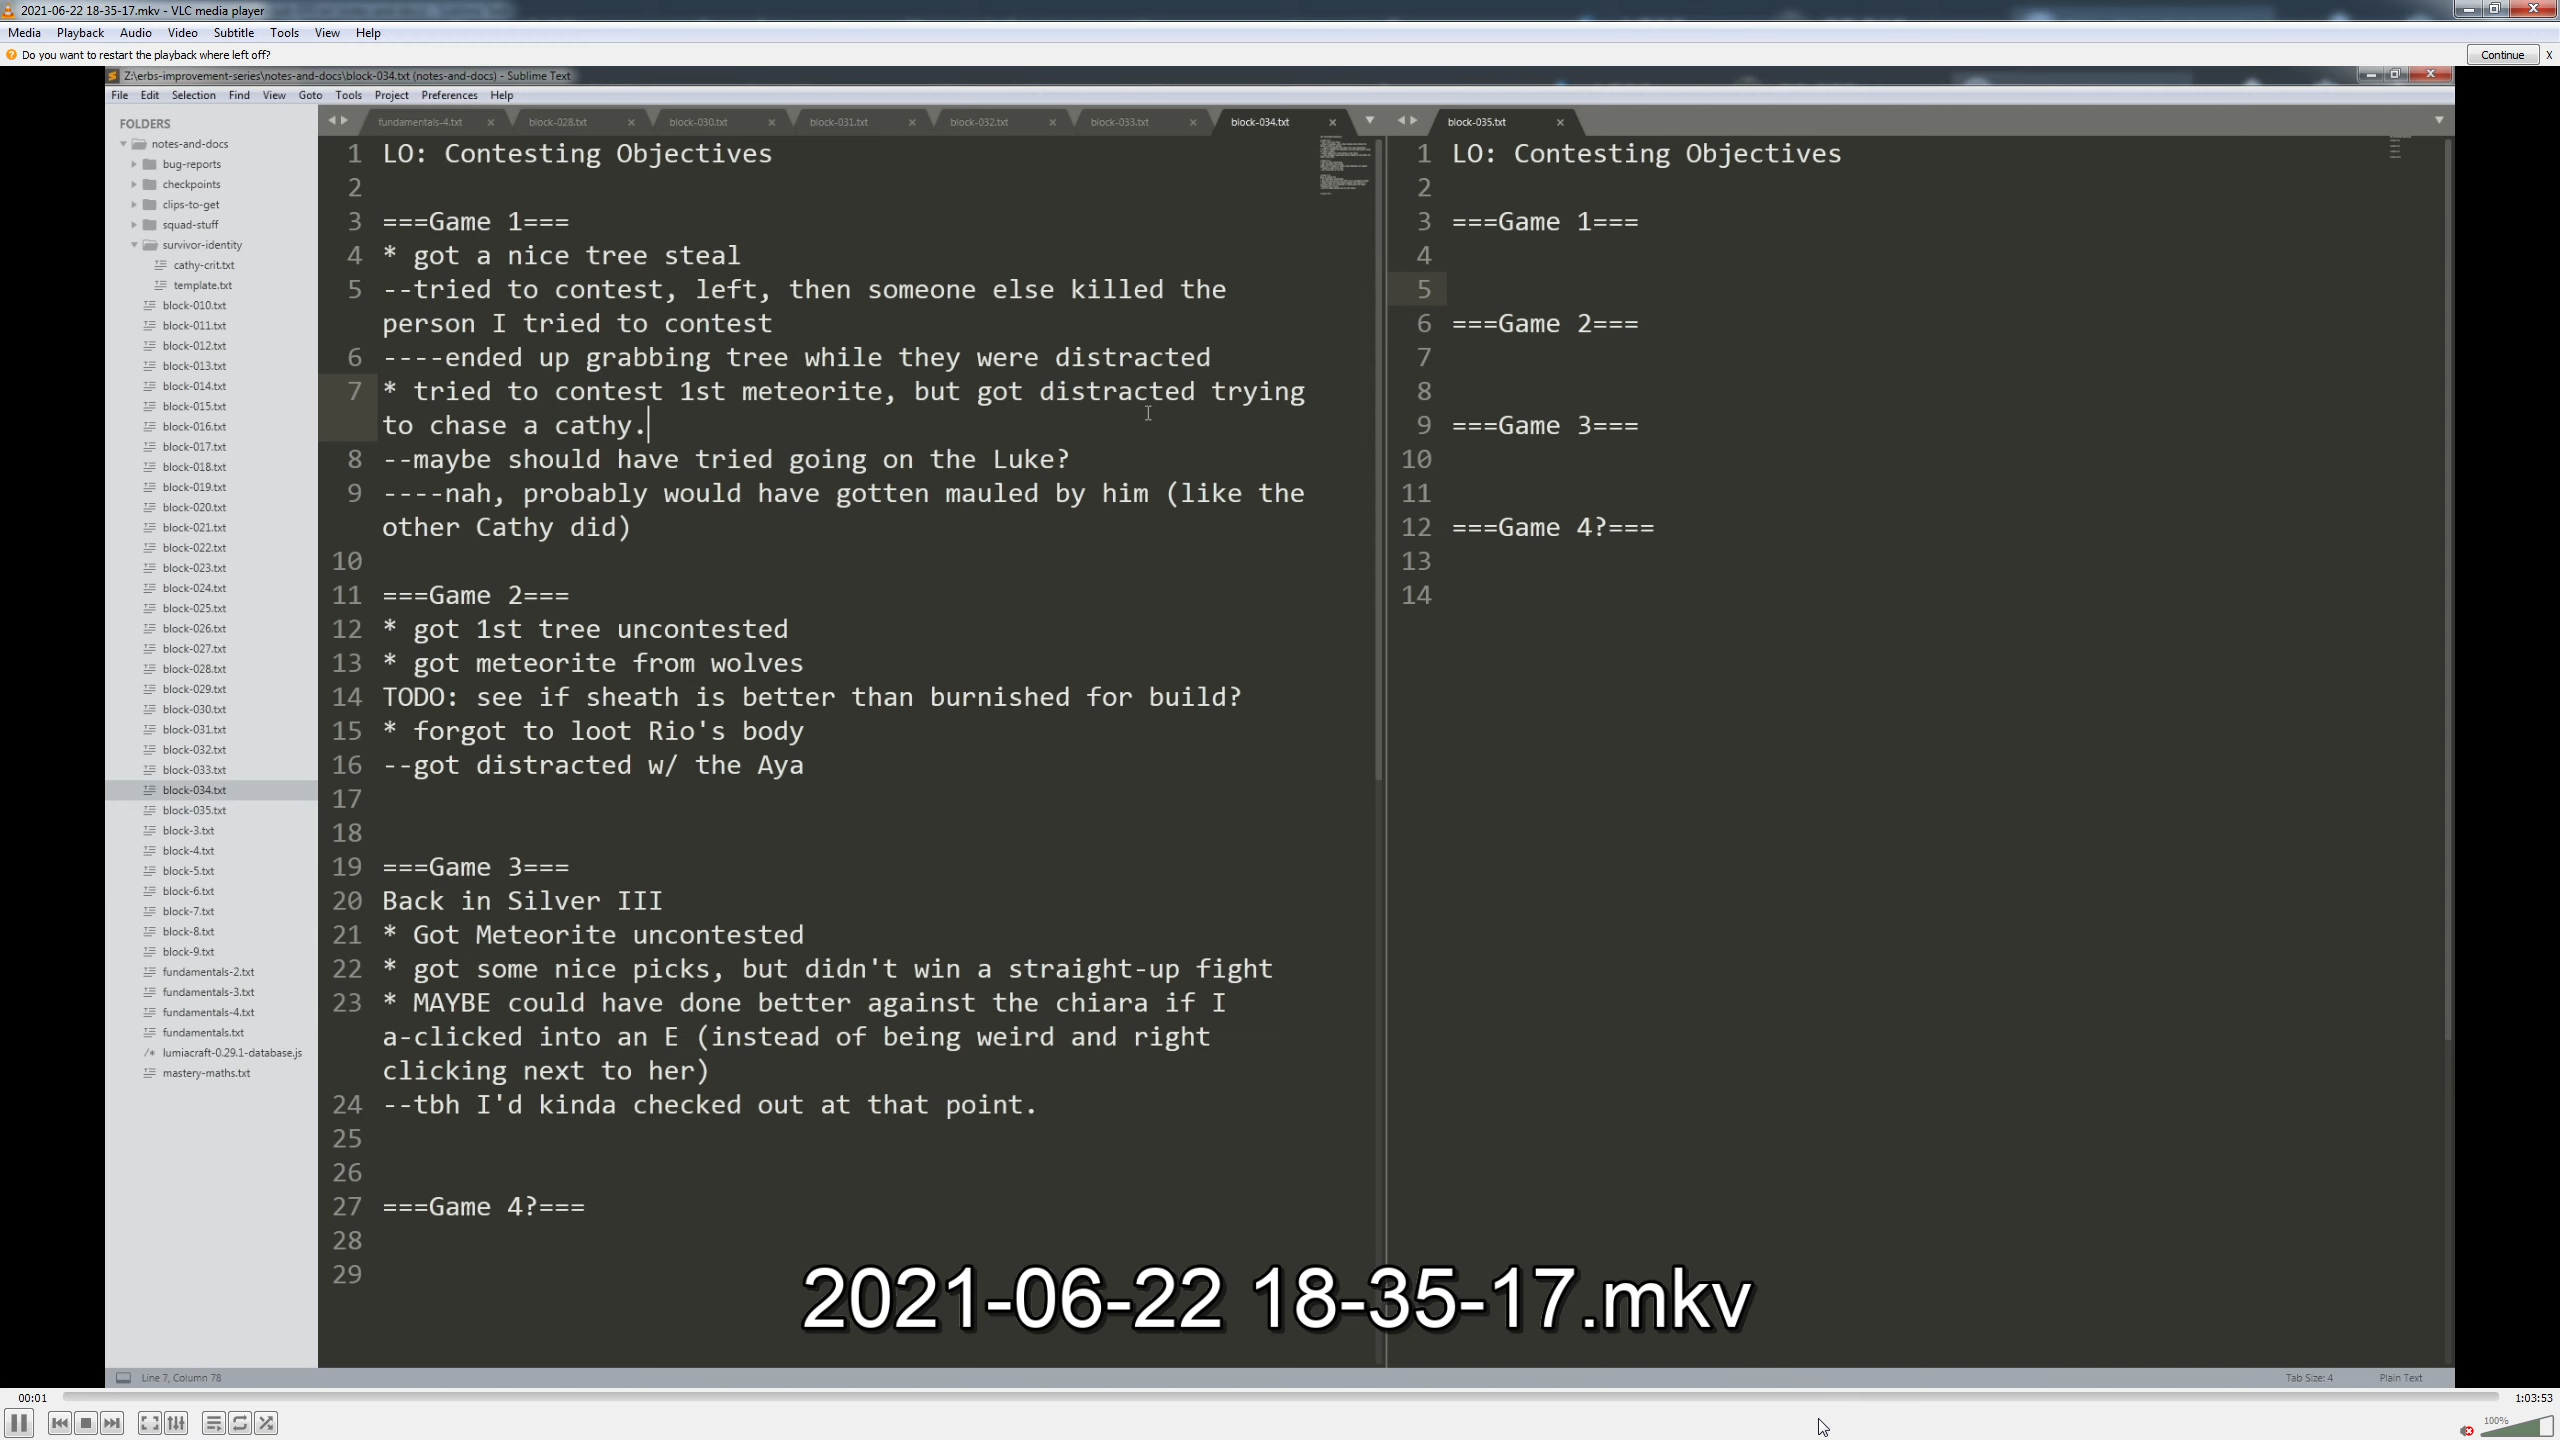 2021-06-22 18-35-17.mkv - VLC media player
Media Playback Audio Video Subtitle Tools View Help
Do you want to restart the playback where left off? Continue X
Z:\erbs-improvement-series\notes-and-docs\block-034.txt (notes-and-docs) - Sublime Text
File Edit Selection Find View Goto Tools Project Preferences Help
FOLDERS
notes-and-docs
bug-reports
checkpoints
clips-to-get
squad-stuff
survivor-identity
cathy-crit.txt
template.txt
block-010.txt
block-011.txt
block-012.txt
block-013.txt
block-014.txt
block-015.txt
block-016.txt
block-017.txt
block-018.txt
block-019.txt
block-020.txt
block-021.txt
block-022.txt
block-023.txt
block-024.txt
block-025.txt
block-026.txt
block-027.txt
block-028.txt
block-029.txt
block-030.txt
block-031.txt
block-032.txt
block-033.txt
block-034.txt
block-035.txt
block-3.txt
block-4.txt
block-5.txt
block-6.txt
block-7.txt
block-8.txt
block-9.txt
fundamentals-2.txt
fundamentals-3.txt
fundamentals-4.txt
fundamentals.txt
/* lumiacraft-0.29.1-database.js
mastery-maths.txt
fundamentals-4.txt block-028.txt block-030.txt block-031.txt block-032.txt block-033.txt block-034.txt
1 LO: Contesting Objectives
2
3 ===Game 1===
4 * got a nice tree steal
5 --tried to contest, left, then someone else killed the
person I tried to contest
6 ----ended up grabbing tree while they were distracted
7 * tried to contest 1st meteorite, but got distracted trying
to chase a cathy.
8 --maybe should have tried going on the Luke?
9 ----nah, probably would have gotten mauled by him (like the
other Cathy did)
10
11 ===Game 2===
12 * got 1st tree uncontested
13 * got meteorite from wolves
14 TODO: see if sheath is better than burnished for build?
15 * forgot to loot Rio's body
16 --got distracted w/ the Aya
17
18
19 ===Game 3===
20 Back in Silver III
21 * Got Meteorite uncontested
22 * got some nice picks, but didn't win a straight-up fight
23 * MAYBE could have done better against the chiara if I
a-clicked into an E (instead of being weird and right
clicking next to her)
24 --tbh I'd kinda checked out at that point.
25
26
27 ===Game 4?===
28
29
block-035.txt
1 LO: Contesting Objectives
2
3 ===Game 1===
4
5
6 ===Game 2===
7
8
9 ===Game 3===
10
11
12 ===Game 4?===
13
14
2021-06-22 18-35-17.mkv
Line 7, Column 78 Tab Size: 4 Plain Text
00:01 1:03:53
100%